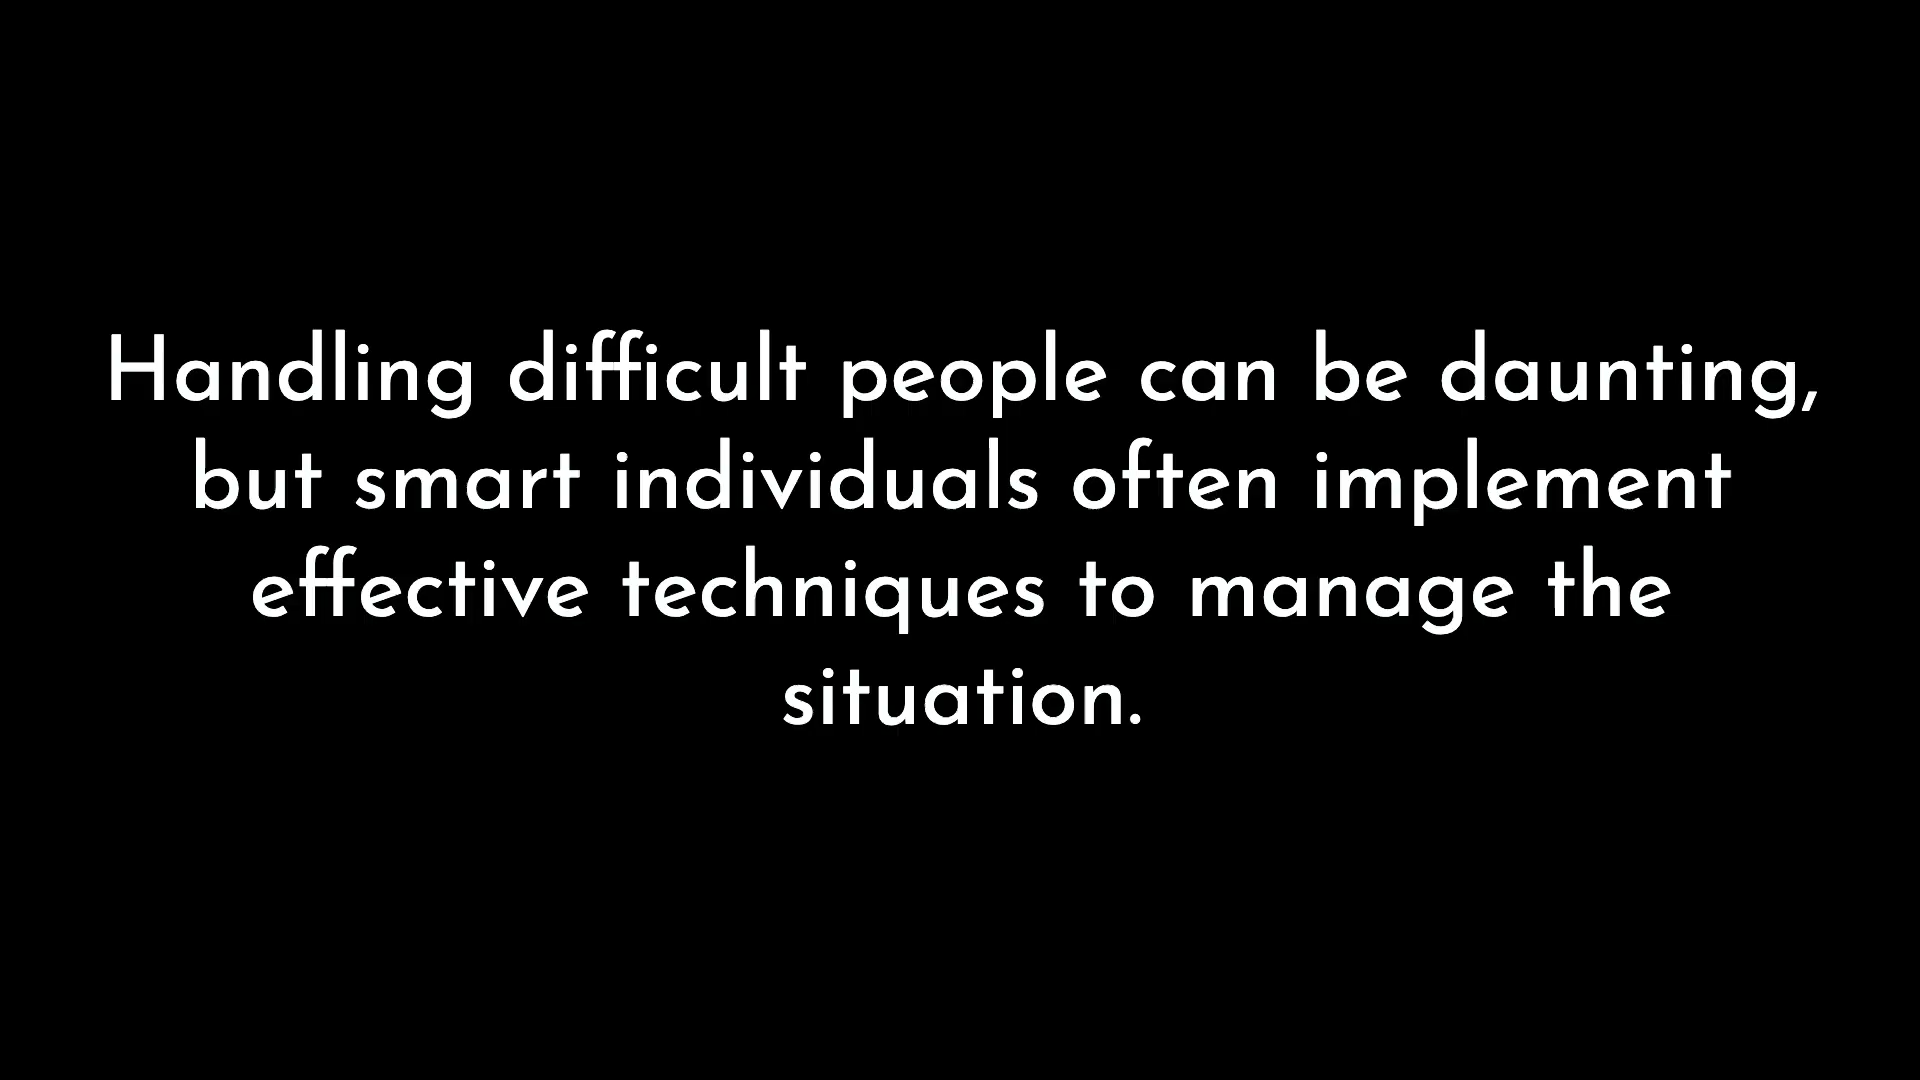 Handling difficult people can be daunting,
but smart individuals often implement
effective techniques to manage the
situation.